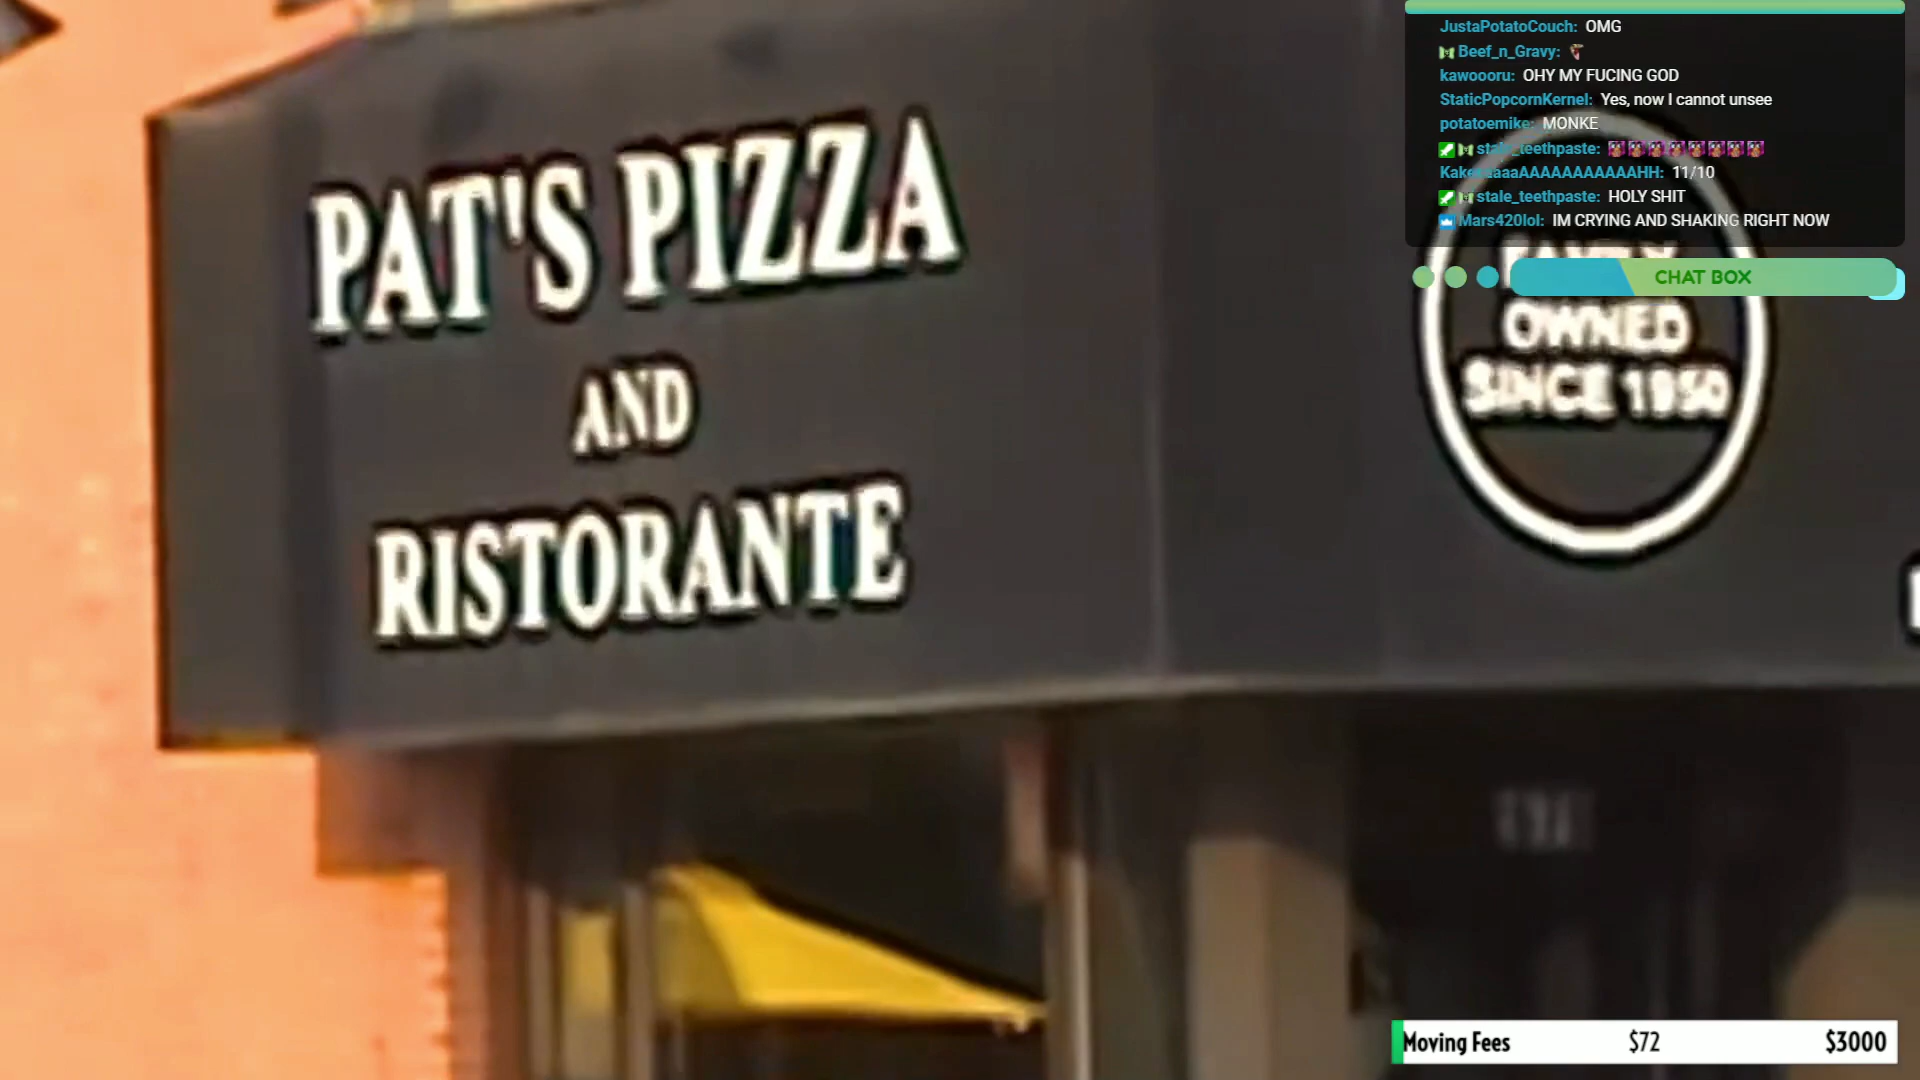 PAT'S PIZZA
AND
RISTORANTE
FAMILY
OWNED
SINCE 1950
JustaPotatoCouch: OMG
Beef_n_Gravy:
kawoooru: OHY MY FUCING GOD
StaticPopcornKernel: Yes, now I cannot unsee
potatoemike: MONKE
stale_teethpaste:
11/10
stale_teethpaste: HOLY SHIT
Mars420lol: IM CRYING AND SHAKING RIGHT NOW
CHAT BOX
Moving Fees $72 $3000